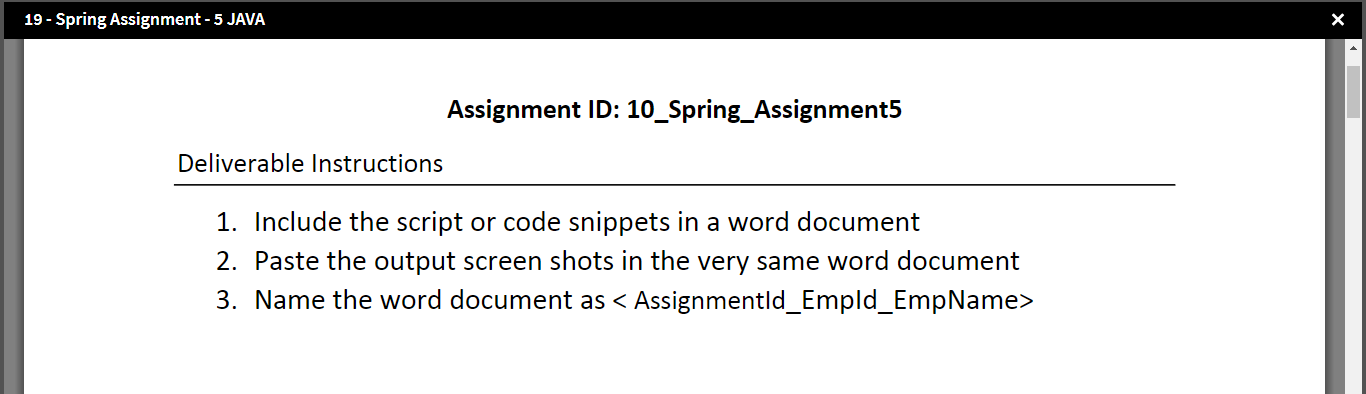 19 - Spring Assignment - 5 JAVA
Assignment ID: 10_Spring_Assignment5
Deliverable Instructions
1. Include the script or code snippets in a word document
2. Paste the output screen shots in the very same word document
3. Name the word document as < AssignmentId_EmpId_EmpName>